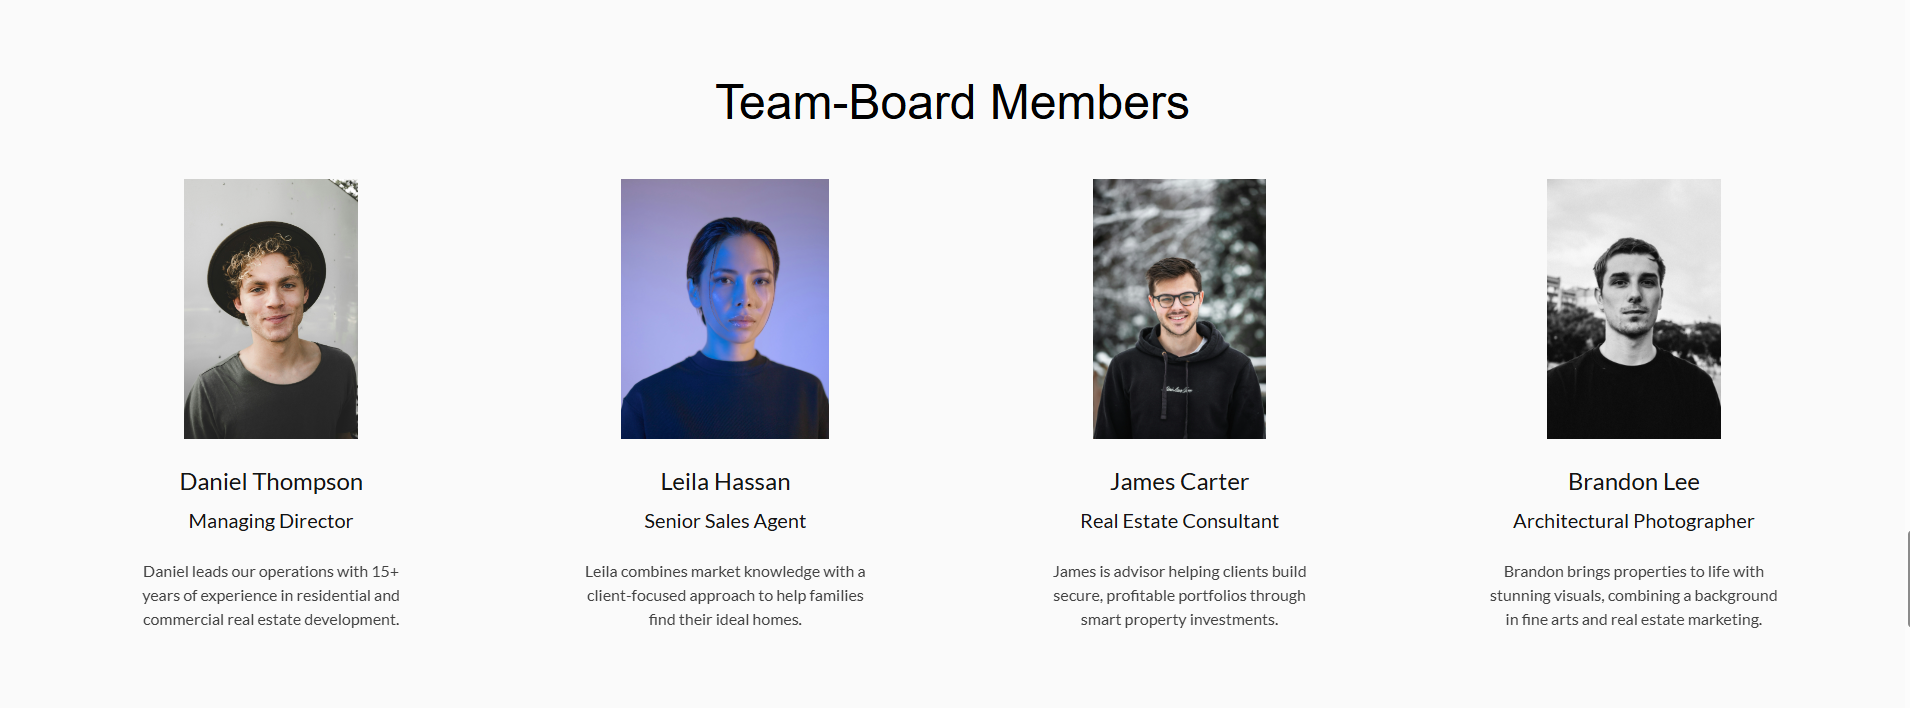 Team-Board Members
Daniel Thompson
Managing Director
Daniel leads our operations with 15+
years of experience in residential and
commercial real estate development.
Leila Hassan
Senior Sales Agent
Leila combines market knowledge with a
client-focused approach to help families
find their ideal homes.
James Carter
Real Estate Consultant
James is advisor helping clients build
secure, profitable portfolios through
smart property investments.
Brandon Lee
Architectural Photographer
Brandon brings properties to life with
stunning visuals, combining a background
in fine arts and real estate marketing.